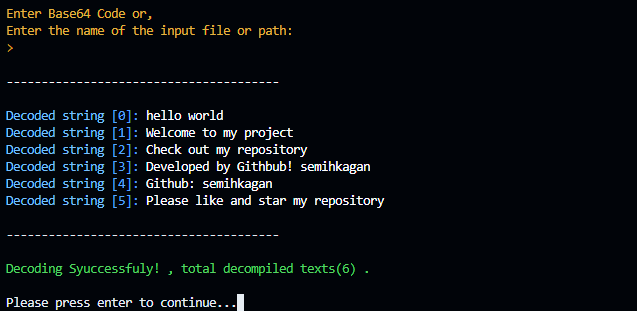 Enter Base64 Code or,
Enter the name of the input file or path:
>
---------------------------------------
Decoded string [0]: hello world
Decoded string [1]: Welcome to my project
Decoded string [2]: Check out my repository
Decoded string [3]: Developed by Githbub! semihkagan
Decoded string [4]: Github: semihkagan
Decoded string [5]: Please like and star my repository
---------------------------------------
Decoding Syuccessfuly! , total decompiled texts(6) .
Please press enter to continue...